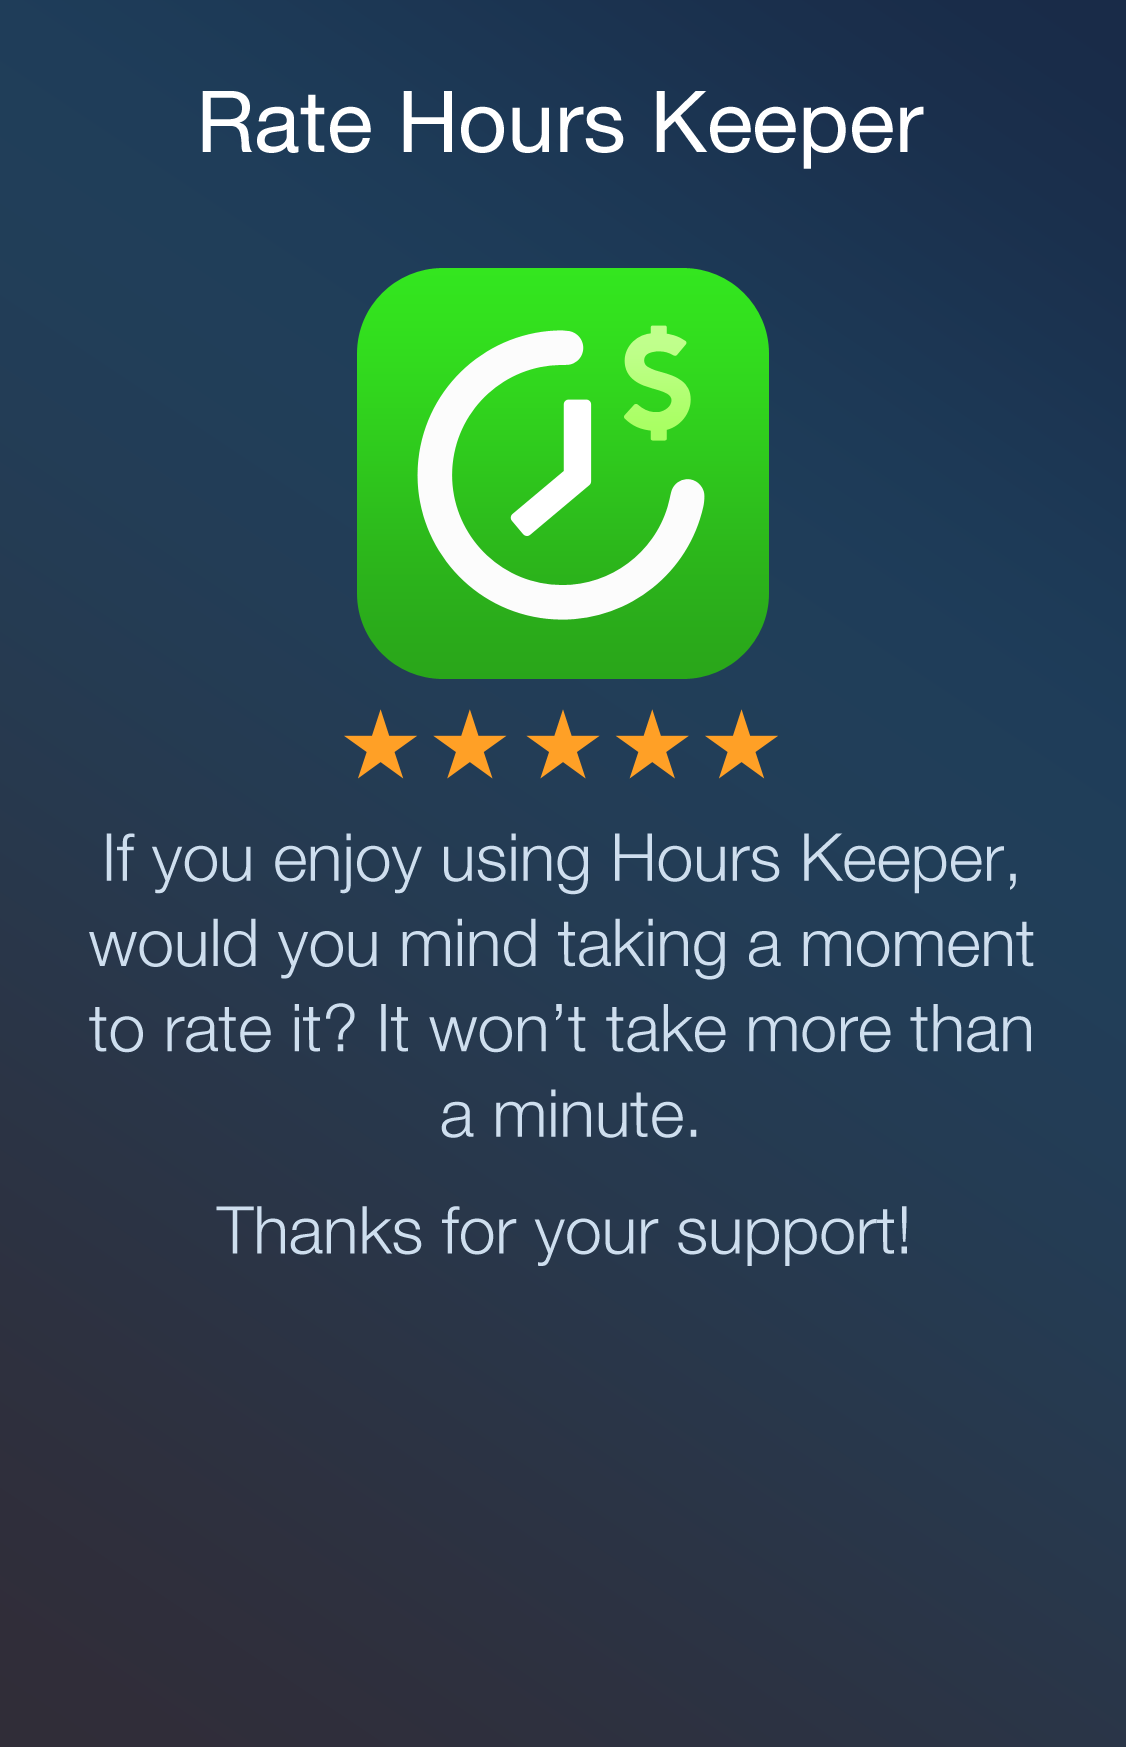 Rate Hours Keeper
$
If you enjoy using Hours Keeper,
would you mind taking a moment
to rate it? It won’t take more than
a minute.
Thanks for your support!